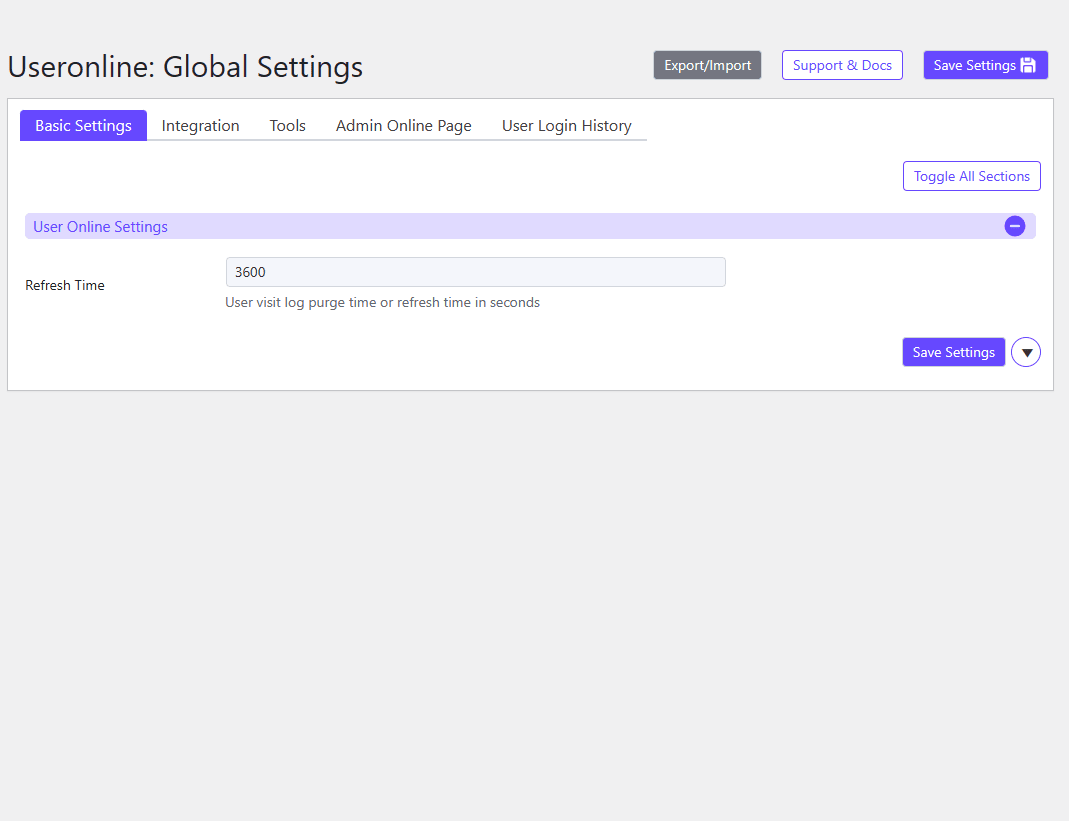 Useronline: Global Settings
Export/Import
Support & Docs
Save Settings
Basic Settings
Integration
Tools
Admin Online Page
User Login History
Toggle All Sections
User Online Settings
Refresh Time
3600
User visit log purge time or refresh time in seconds
Save Settings